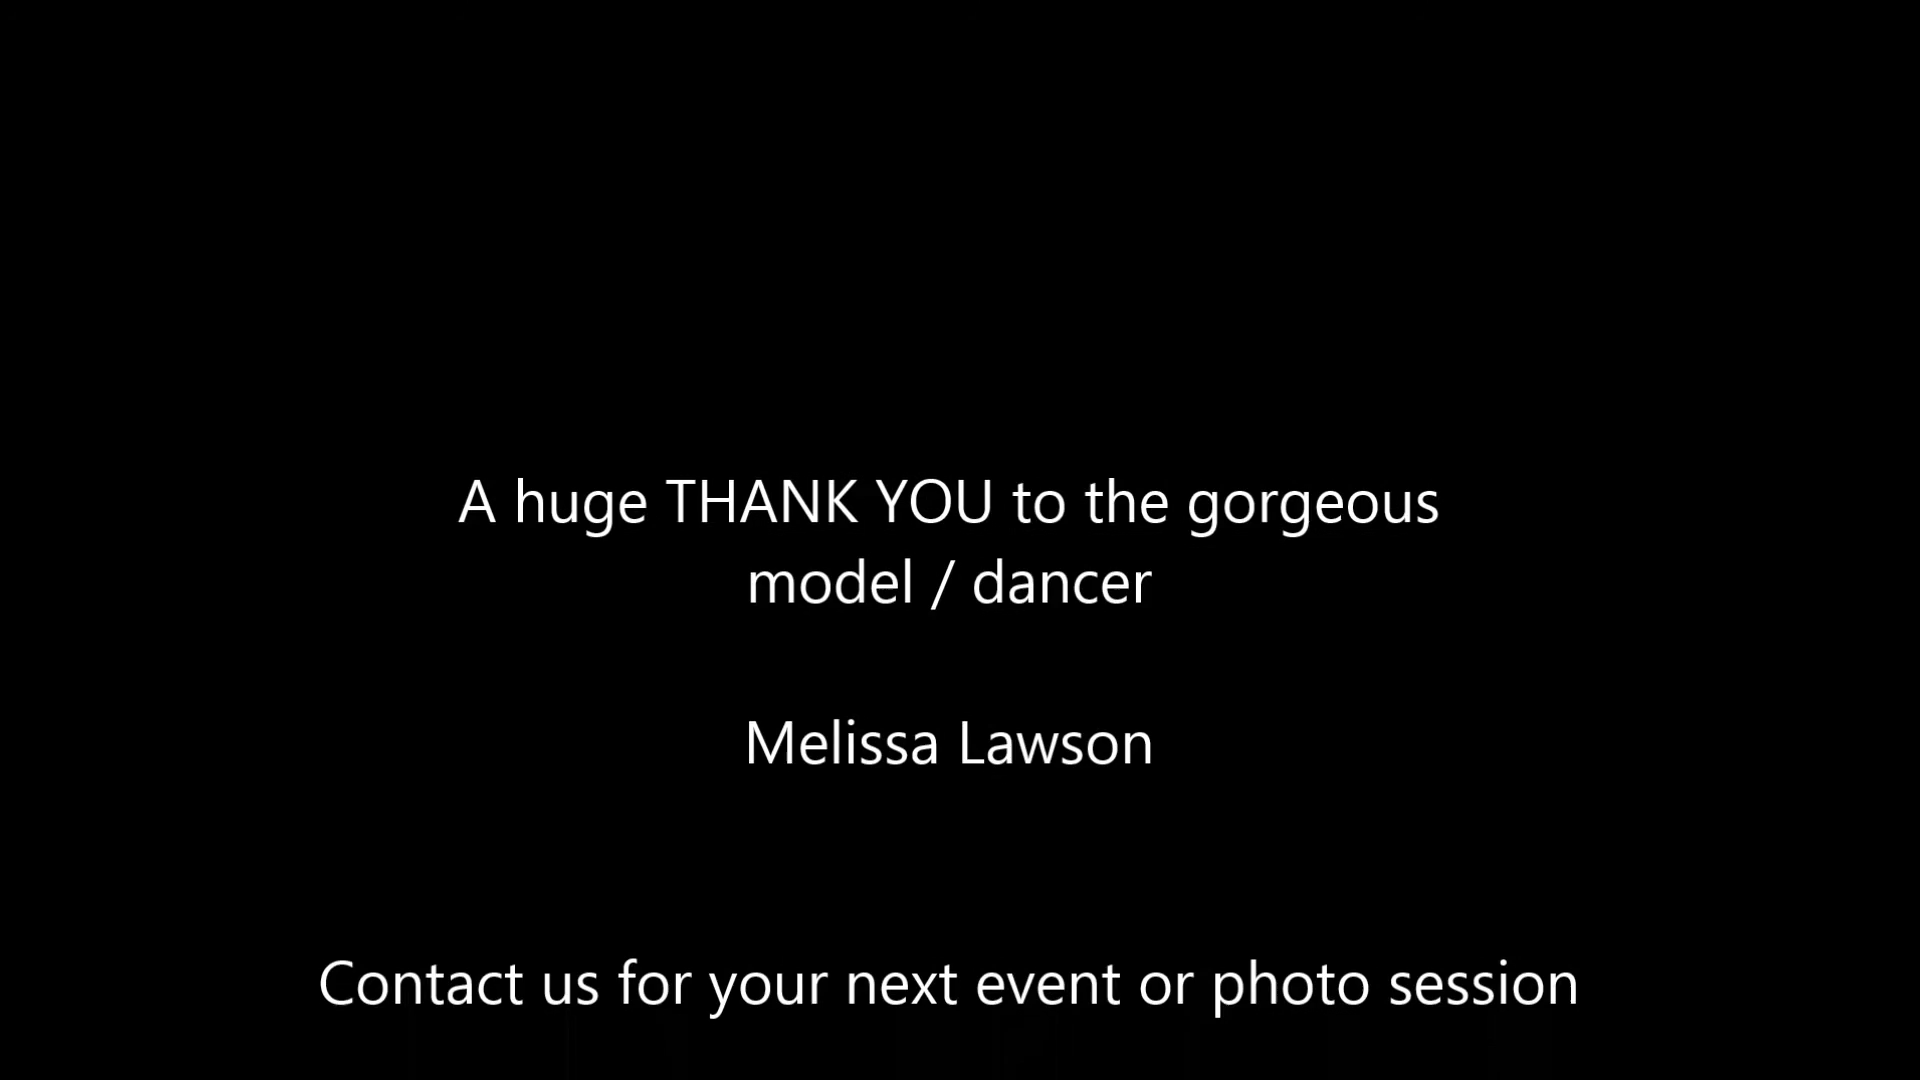 A huge THANK YOU to the gorgeous
model / dancer
Melissa Lawson
Contact us for your next event or photo session